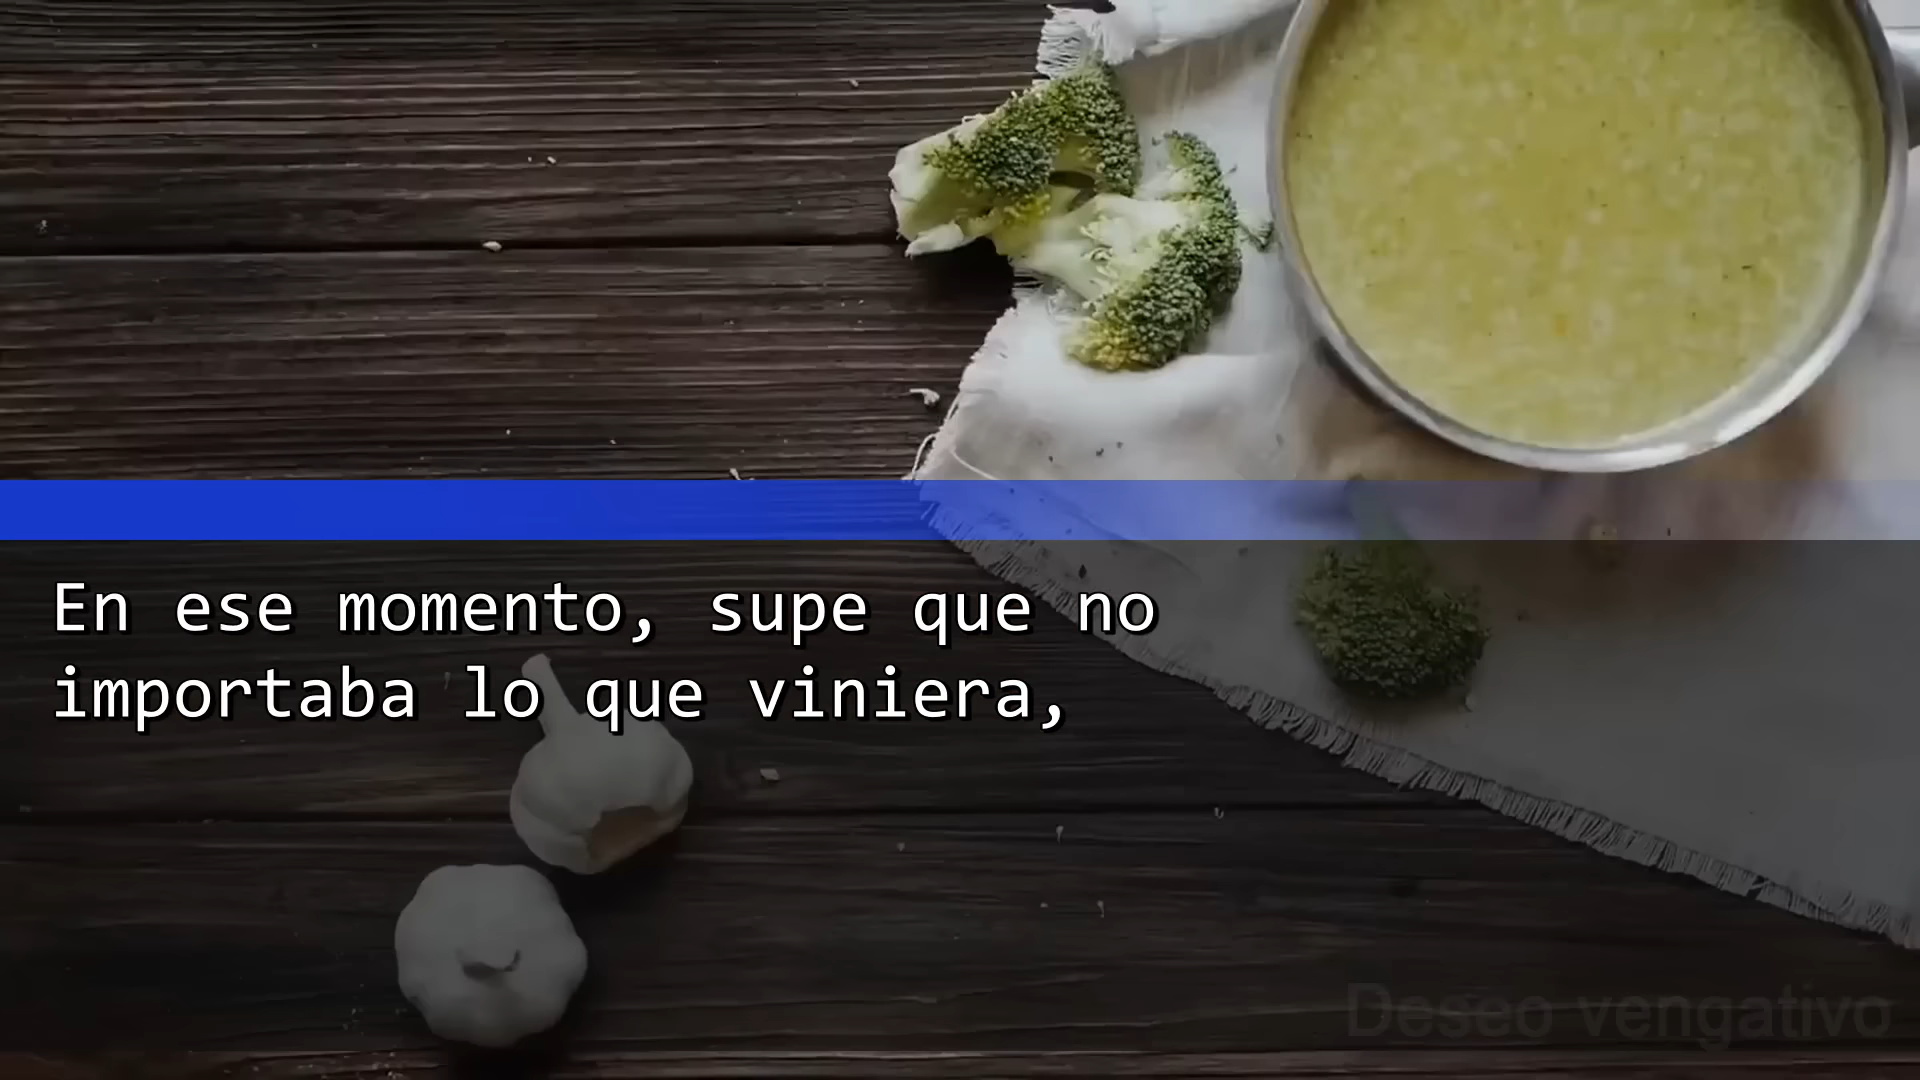 En ese momento, supe que no
importaba lo que viniera,
Deseo vengativo